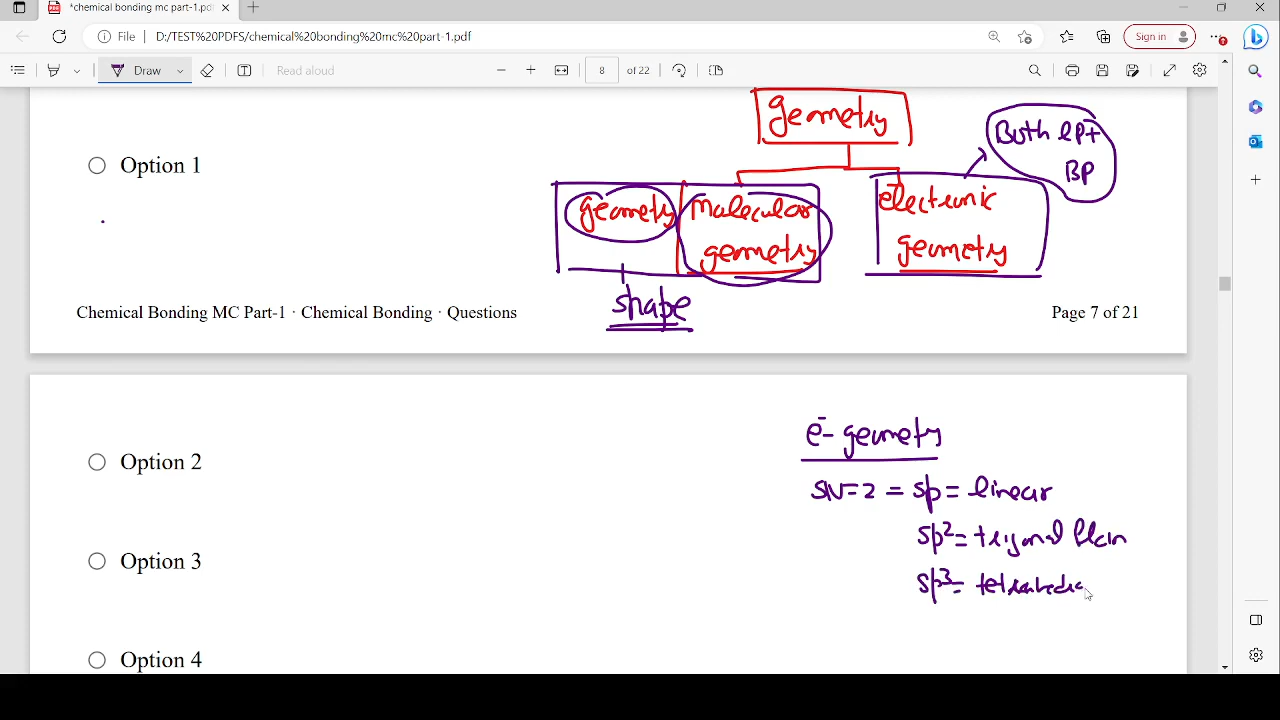 *chemical bonding mc part-1.pd
File D:/TEST%20PDFS/chemical%20bonding%20mc%20part-1.pdf
Sign in
Draw
Read aloud
8 of 22
geometry
Both lp+
BP
Option 1
geometry Molecular
geometry
electronic
geometry
shape
Chemical Bonding MC Part-1 · Chemical Bonding · Questions
Page 7 of 21
e- geometry
Option 2
SN=2 = sp = linear
sp2 = trigonal
Option 3
sp3 =
Option 4